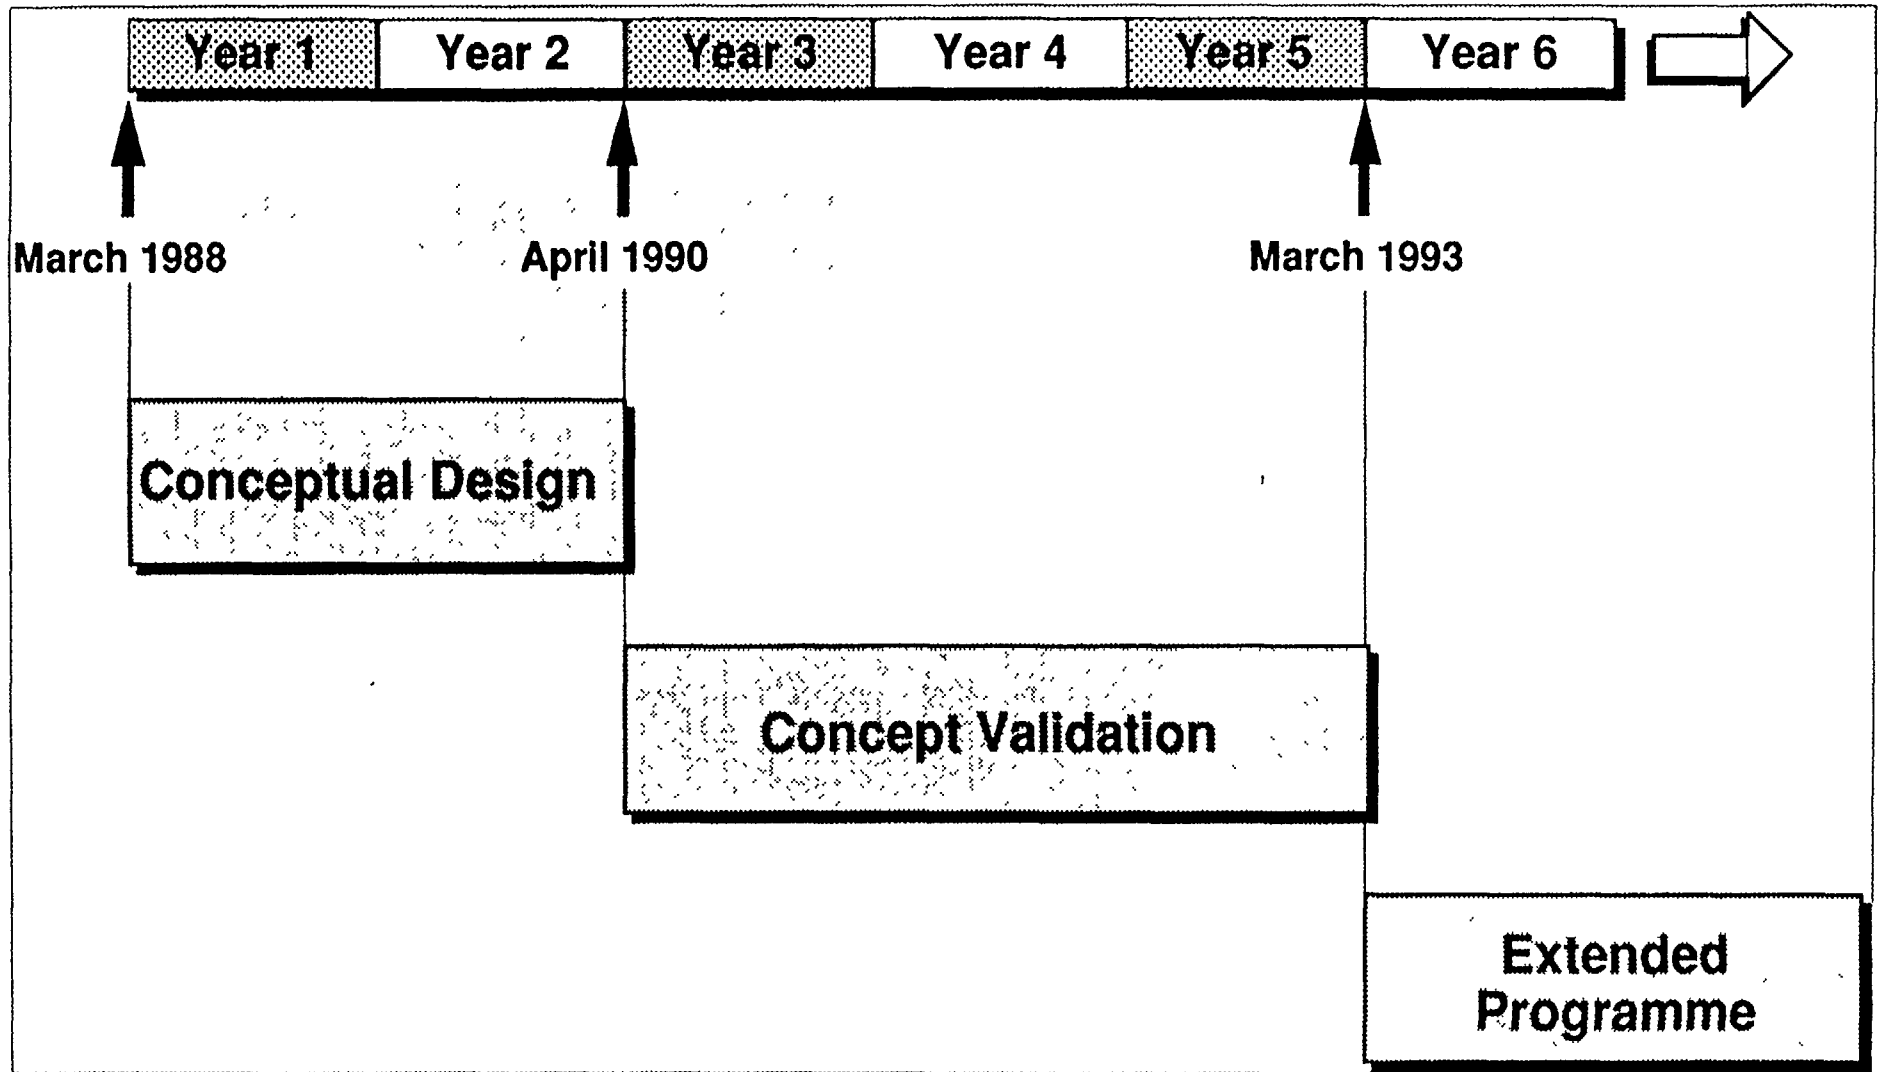 Year 1 Year 2 Year 3 Year 4 Year 5 Year 6
March 1988 April 1990 March 1993
Conceptual Design
Concept Validation
Extended
Programme